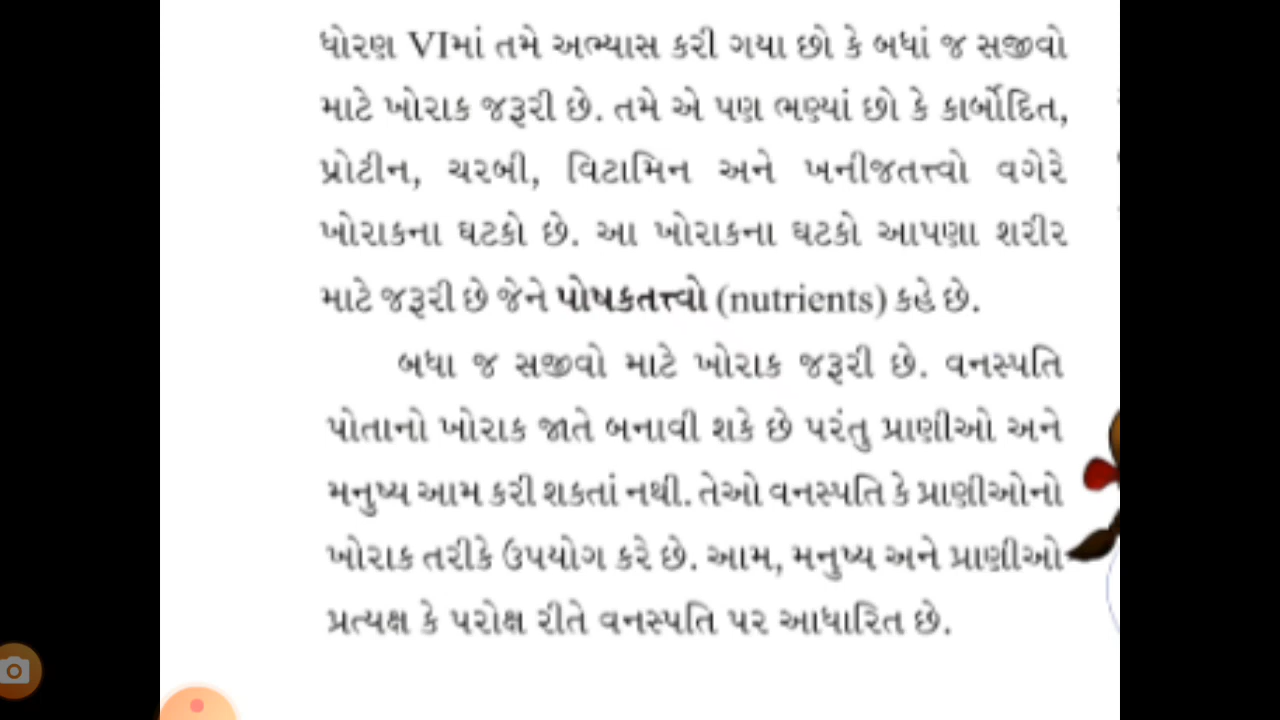 ધોરણ VIમાં તમે અભ્યાસ કરી ગયા છો કે બધાં જ સજીવો
માટે ખોરાક જરૂરી છે. તમે એ પણ ભણ્યાં છો કે કાર્બોદિત,
પ્રોટીન, ચરબી, વિટામિન અને ખનીજતત્ત્વો વગેરે
ખોરાકના ઘટકો છે. આ ખોરાકના ઘટકો આપણા શરીર
માટે જરૂરી છે જેને પોષકતત્ત્વો (nutrients) કહે છે.
બધા જ સજીવો માટે ખોરાક જરૂરી છે. વનસ્પતિ
પોતાનો ખોરાક જાતે બનાવી શકે છે પરંતુ પ્રાણીઓ અને
મનુષ્ય આમ કરી શકતાં નથી. તેઓ વનસ્પતિ કે પ્રાણીઓનો
ખોરાક તરીકે ઉપયોગ કરે છે. આમ, મનુષ્ય અને પ્રાણીઓ
પ્રત્યક્ષ કે પરોક્ષ રીતે વનસ્પતિ પર આધારિત છે.